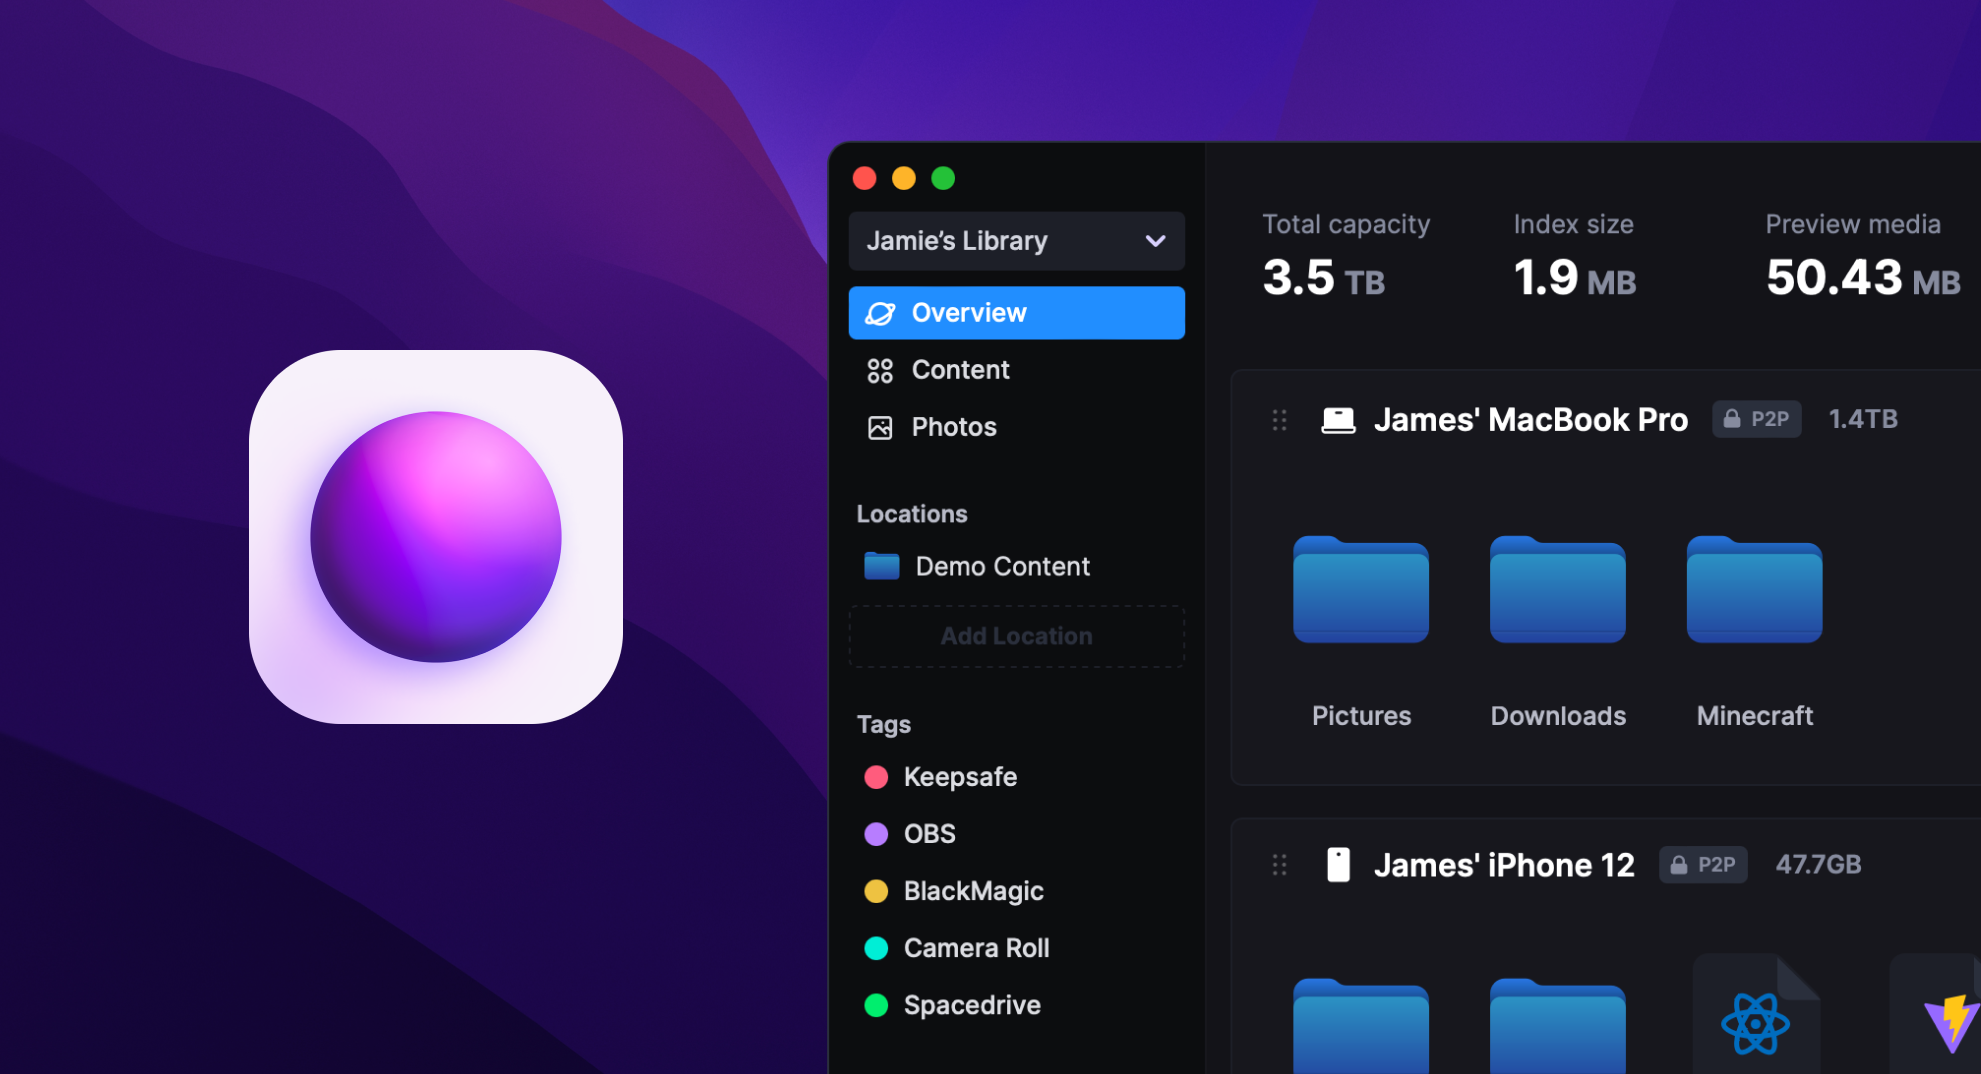 Jamie’s Library
Overview
Content
Photos
Locations
Demo Content
Add Location
Tags
Keepsafe
OBS
BlackMagic
Camera Roll
Spacedrive
Total capacity
3.5 TB
Index size
1.9 MB
Preview media
50.43 MB
James' MacBook Pro P2P 1.4TB
Pictures
Downloads
Minecraft
James' iPhone 12 P2P 47.7GB